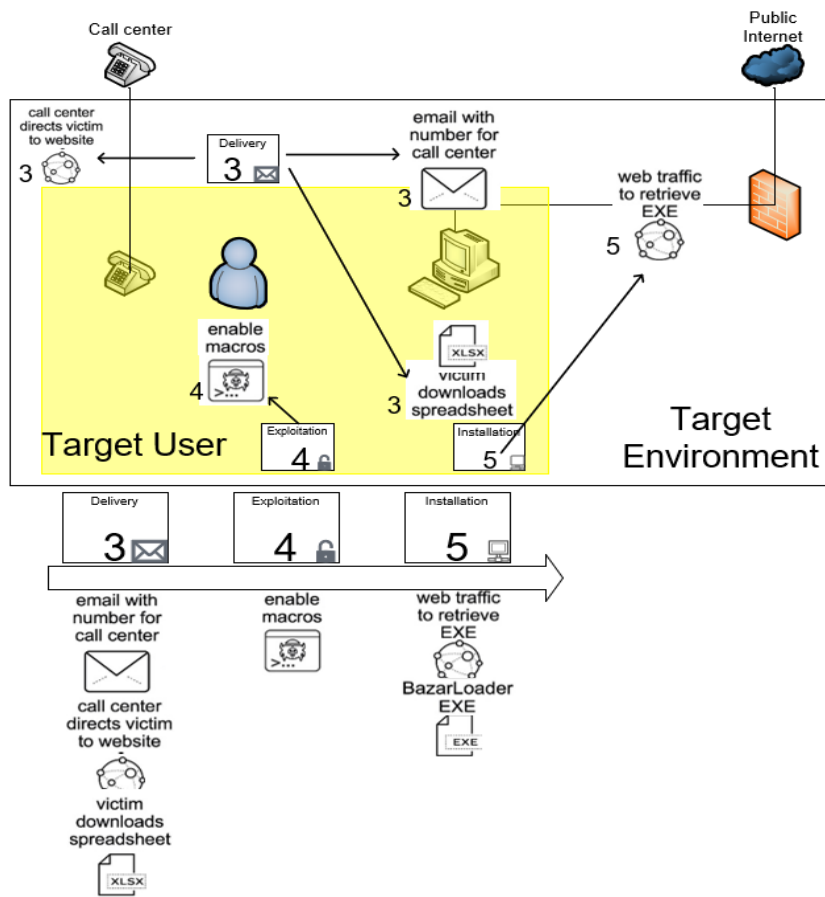 Call center
Public
Internet
call center
directs victim
to website
3
Delivery
3
email with
number for
call center
3
web traffic
to retrieve
EXE
5
enable
macros
>...
4
XLSX
victim
downloads
spreadsheet
3
Target User
Exploitation
4
Installation
5
Target
Environment
Delivery
3
Exploitation
4
Installation
5
email with
number for
call center
call center
directs victim
to website
victim
downloads
spreadsheet
XLSX
enable
macros
>...
web traffic
to retrieve
EXE
BazarLoader
EXE
EXE